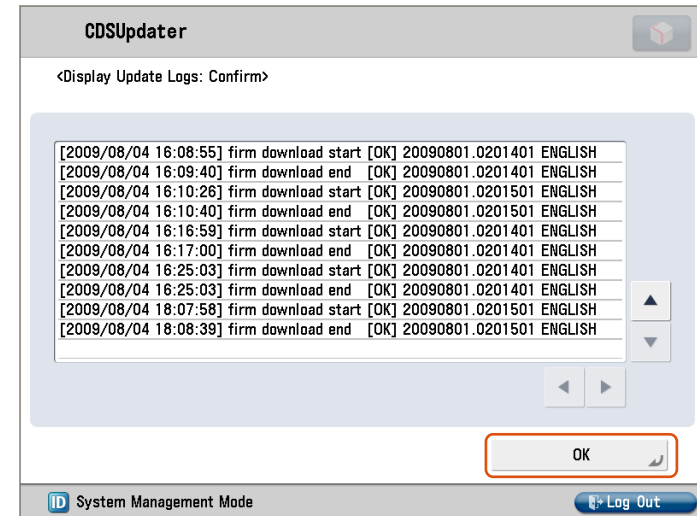 CDSUpdater
<Display Update Logs: Confirm>
[2009/08/04 16:08:55] firm download start [OK] 20090801.0201401 ENGLISH
[2009/08/04 16:09:40] firm download end [OK] 20090801.0201401 ENGLISH
[2009/08/04 16:10:26] firm download start [OK] 20090801.0201501 ENGLISH
[2009/08/04 16:10:40] firm download end [OK] 20090801.0201501 ENGLISH
[2009/08/04 16:16:59] firm download start [OK] 20090801.0201401 ENGLISH
[2009/08/04 16:17:00] firm download end [OK] 20090801.0201401 ENGLISH
[2009/08/04 16:25:03] firm download start [OK] 20090801.0201401 ENGLISH
[2009/08/04 16:25:03] firm download end [OK] 20090801.0201401 ENGLISH
[2009/08/04 18:07:58] firm download start [OK] 20090801.0201501 ENGLISH
[2009/08/04 18:08:39] firm download end [OK] 20090801.0201501 ENGLISH
OK
ID System Management Mode
Log Out